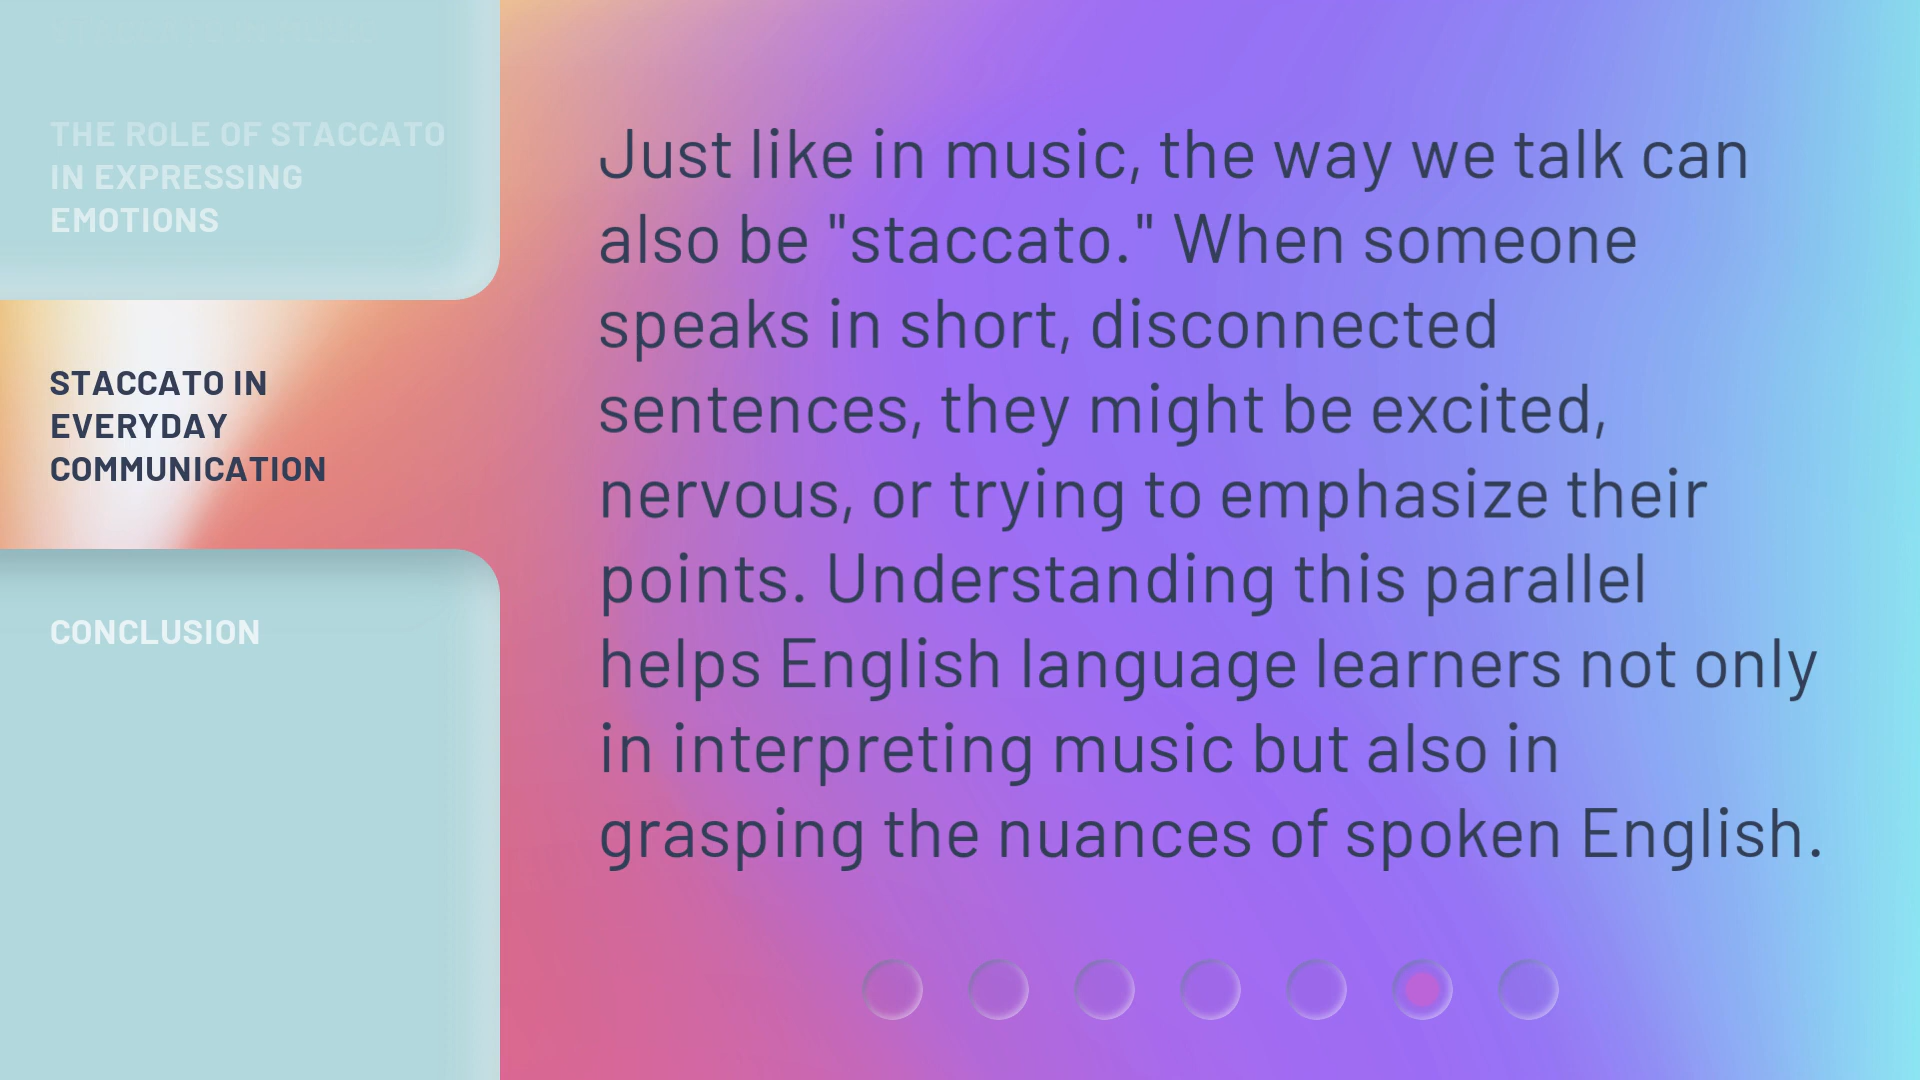 THE ROLE OF STACCATO
IN EXPRESSING
EMOTIONS
STACCATO IN
EVERYDAY
COMMUNICATION
CONCLUSION
Just like in music, the way we talk can
also be "staccato." When someone
speaks in short, disconnected
sentences, they might be excited,
nervous, or trying to emphasize their
points. Understanding this parallel
helps English language learners not only
in interpreting music but also in
grasping the nuances of spoken English.